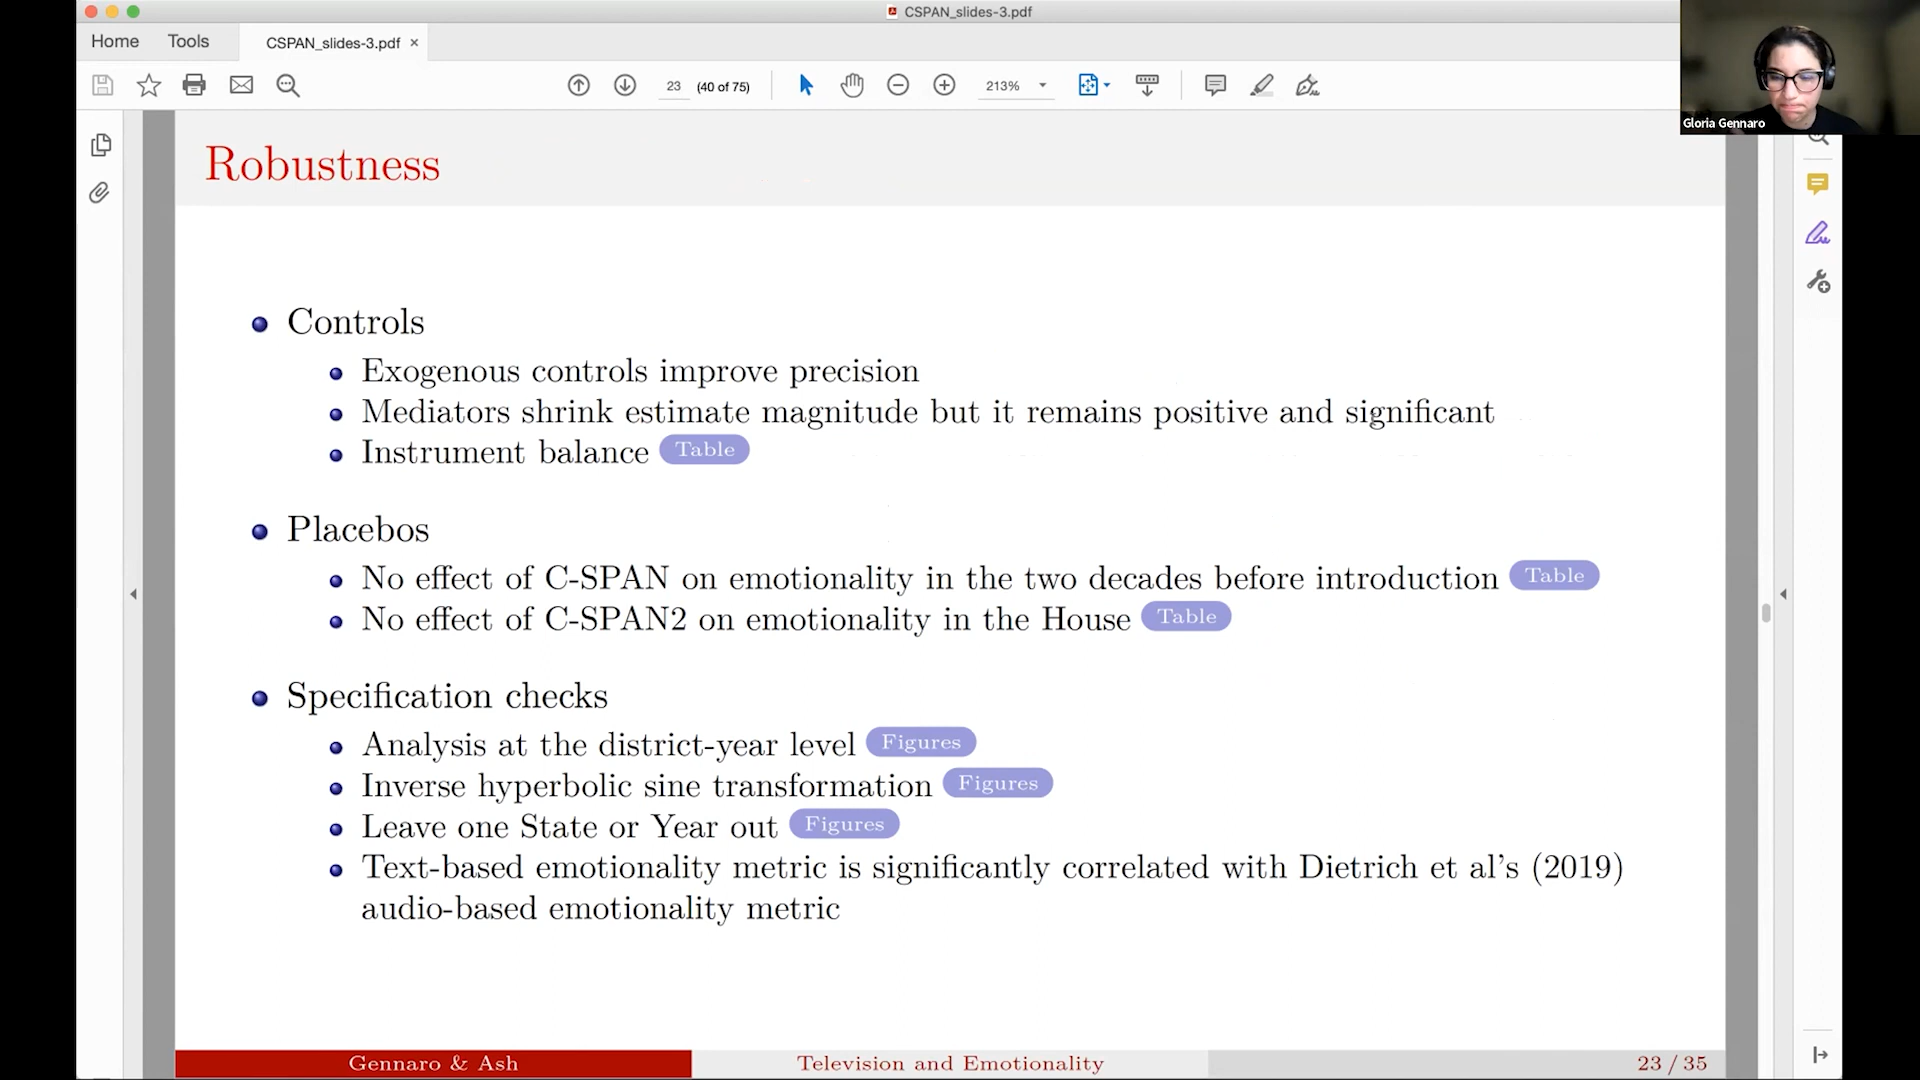 CSPAN_slides-3.pdf
Home Tools CSPAN_slides-3.pdf ×
23 (40 of 75) 213%
Gloria Gennaro
Robustness
Controls
Exogenous controls improve precision
Mediators shrink estimate magnitude but it remains positive and significant
Instrument balance Table
Placebos
No effect of C-SPAN on emotionality in the two decades before introduction Table
No effect of C-SPAN2 on emotionality in the House Table
Specification checks
Analysis at the district-year level Figures
Inverse hyperbolic sine transformation Figures
Leave one State or Year out Figures
Text-based emotionality metric is significantly correlated with Dietrich et al's (2019)
audio-based emotionality metric
Gennaro & Ash Television and Emotionality 23 / 35